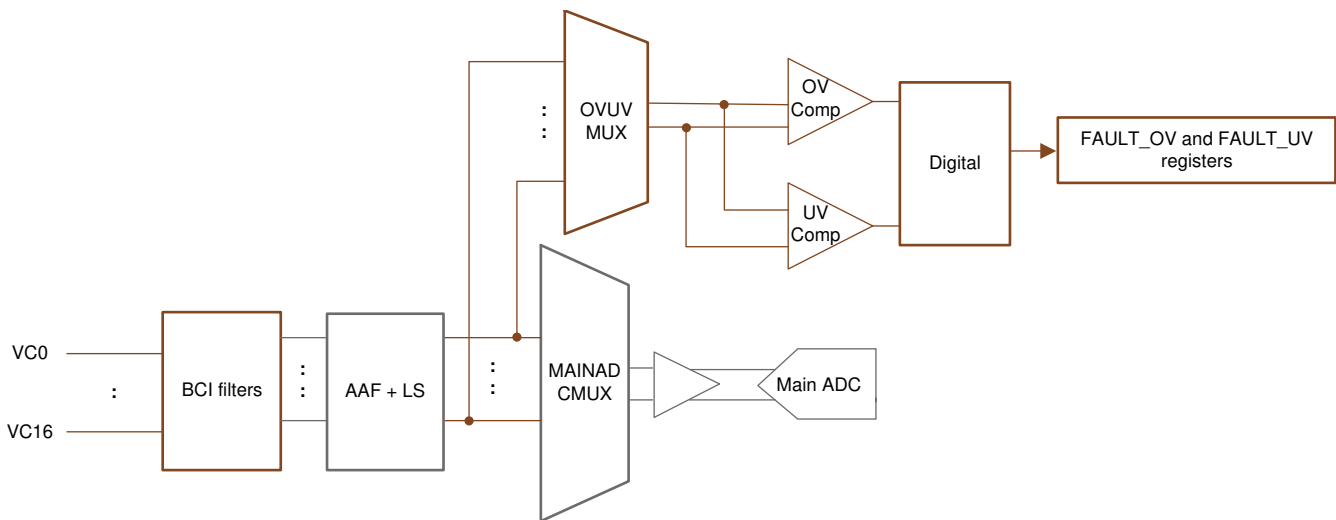 OVUV
MUX
OV
Comp
UV
Comp
Digital
FAULT_OV and FAULT_UV
registers
VC0
:
VC16
BCI filters
:
:
AAF + LS
:
:
MAINAD
CMUX
Main ADC
:
: